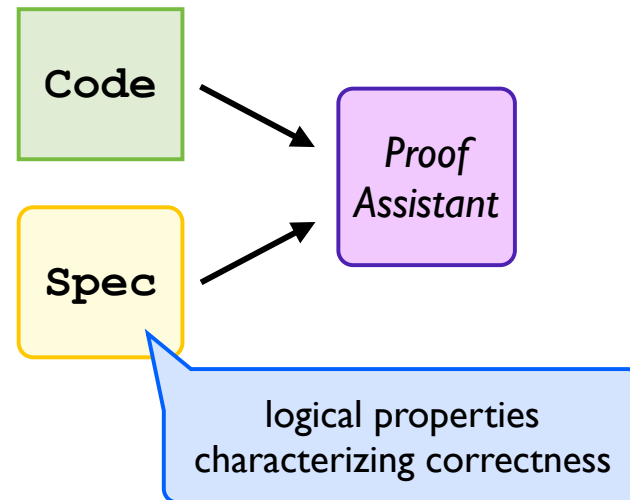 Code
Proof
Assistant
Spec
logical properties
characterizing correctness